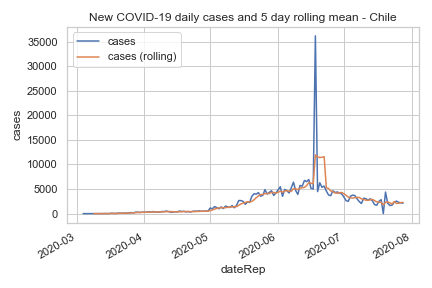 New COVID-19 daily cases and 5 day rolling mean - Chile
cases
cases (rolling)
35000
30000
25000
20000
15000
10000
5000
0
cases
2020-03
2020-04
2020-05
2020-06
2020-07
2020-08
dateRep